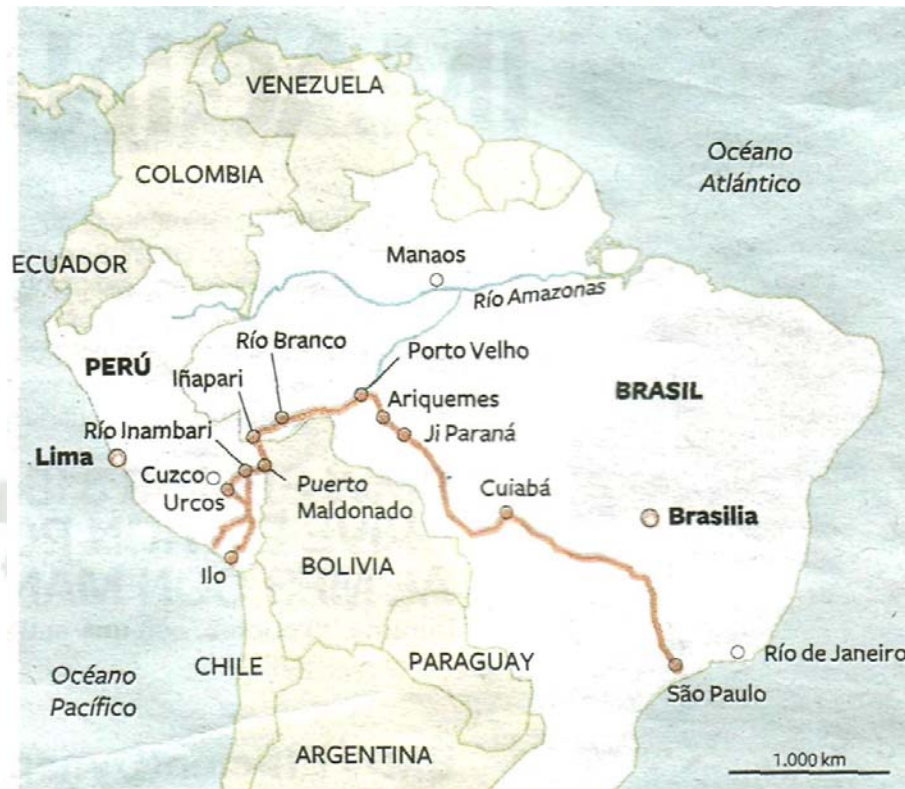 VENEZUELA
COLOMBIA
Océano
Atlántico
ECUADOR
Manaos
Río Amazonas
Río Branco
Porto Velho
PERÚ
Iñapari
Ariquemes
BRASIL
Río Inambari
Ji Paraná
Lima
Cuzco
Urcos
Puerto
Maldonado
Cuiabá
Brasilia
BOLIVIA
Ilo
Océano
Pacífico
CHILE
PARAGUAY
Río de Janeiro
São Paulo
ARGENTINA
1.000 km